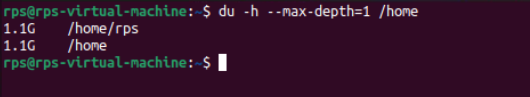 rps@rps-virtual-machine:~$ du -h --max-depth=1 /home
1.1G    /home/rps
1.1G    /home
rps@rps-virtual-machine:~$